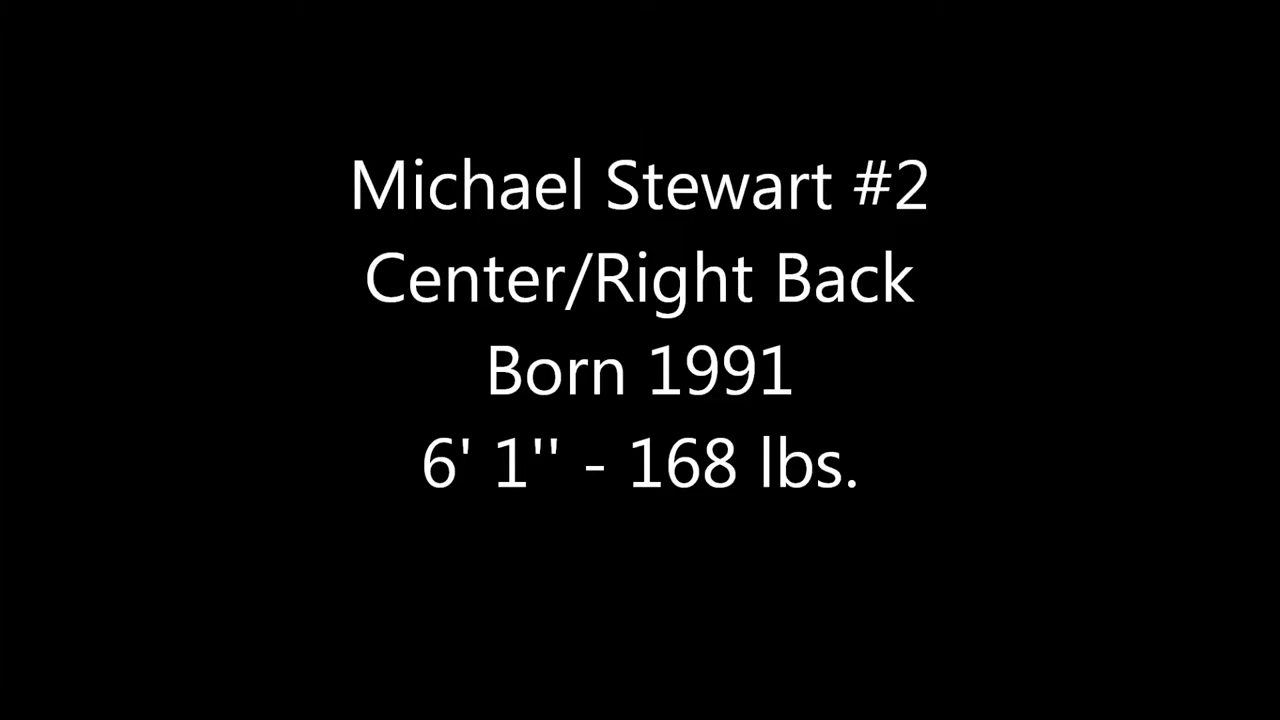 Michael Stewart #2
Center/Right Back
Born 1991
6' 1'' - 168 lbs.